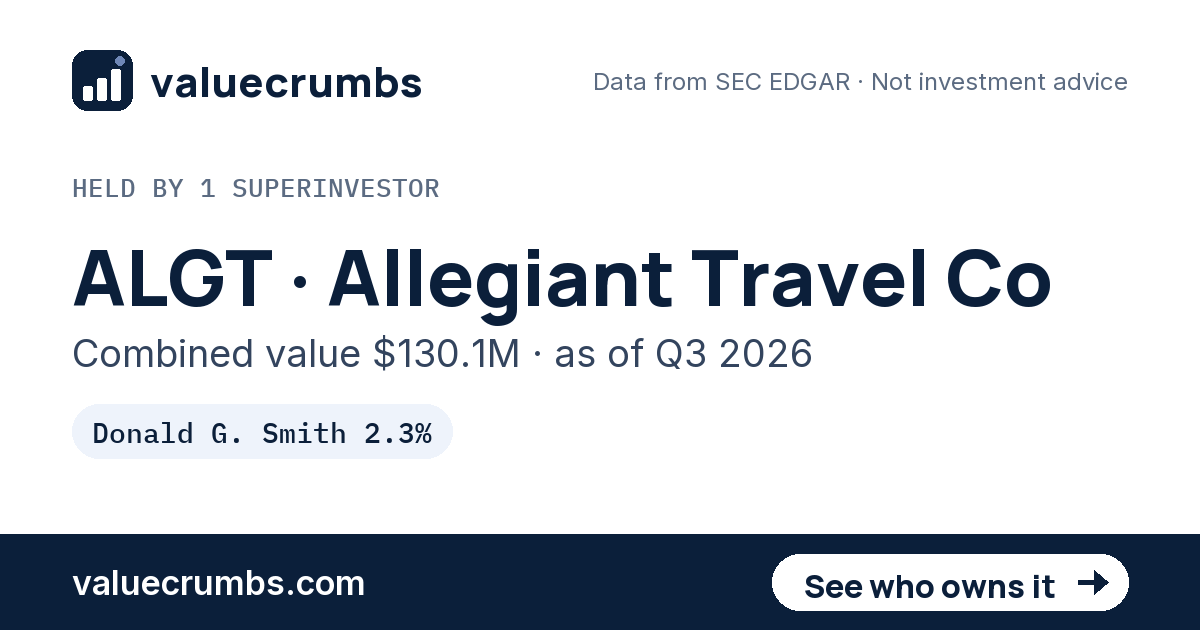 valuecrumbs
Data from SEC EDGAR · Not investment advice
HELD BY 1 SUPERINVESTOR
ALGT · Allegiant Travel Co
Combined value $130.1M · as of Q3 2026
Donald G. Smith 2.3%
valuecrumbs.com
See who owns it →